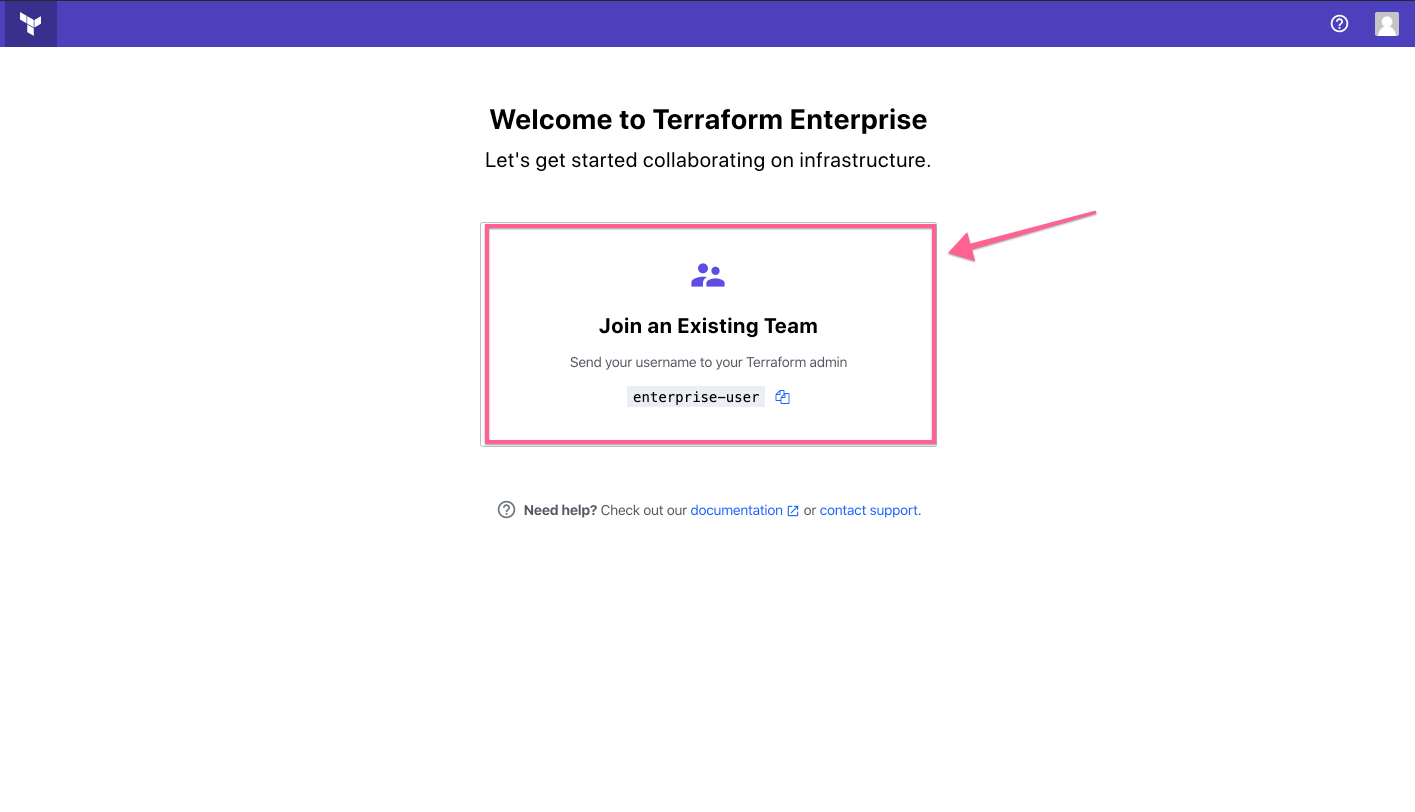 Welcome to Terraform Enterprise
Let's get started collaborating on infrastructure.
Join an Existing Team
Send your username to your Terraform admin
enterprise-user
Need help? Check out our documentation or contact support.